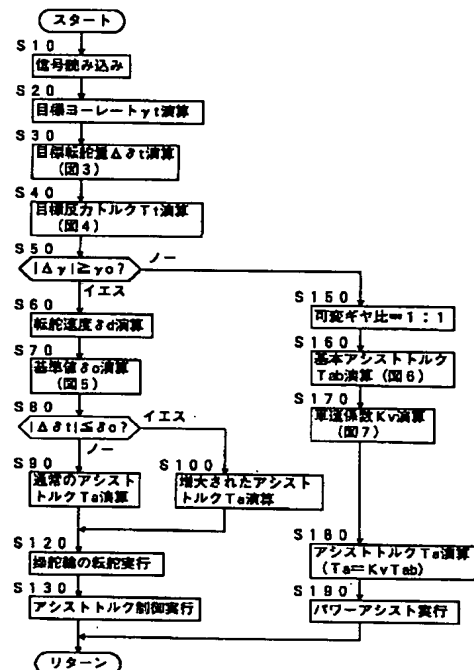 スタート
S10
信号読み込み
S20
目標ヨーレートγt演算
S30
目標転舵量Δδt演算
(図3)
S40
目標反力トルクTt演算
(図4)
S50
|Δγ|≧γo?
ノー
イエス
S60
転舵速度δd演算
S70
基準値δo演算
(図5)
S80
|Δδt|≦δo?
イエス
ノー
S90
通常のアシスト
トルクTa演算
S100
増大されたアシスト
トルクTa演算
S120
操舵輪の転舵実行
S130
アシストトルク制御実行
S150
可変ギヤ比=1:1
S160
基本アシストトルク
Tab演算(図6)
S170
車速係数Kv演算
(図7)
S180
アシストトルクTa演算
(Ta=KvTab)
S190
パワーアシスト実行
リターン